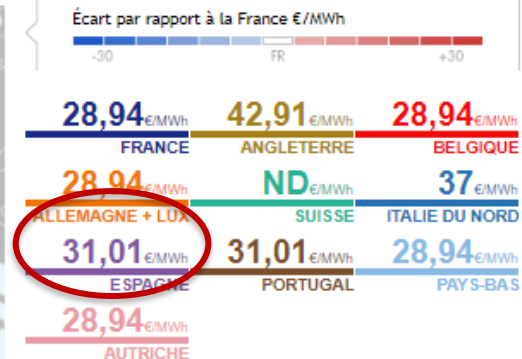 Écart par rapport à la France €/MWh
-30 FR +30
28,94€/MWh 42,91€/MWh 28,94€/MWh
FRANCE ANGLETERRE BELGIQUE
28,94€/MWh ND€/MWh 37€/MWh
ALLEMAGNE + LUX SUISSE ITALIE DU NORD
31,01€/MWh 31,01€/MWh 28,94€/MWh
ESPAGNE PORTUGAL PAYS-BAS
28,94€/MWh
AUTRICHE